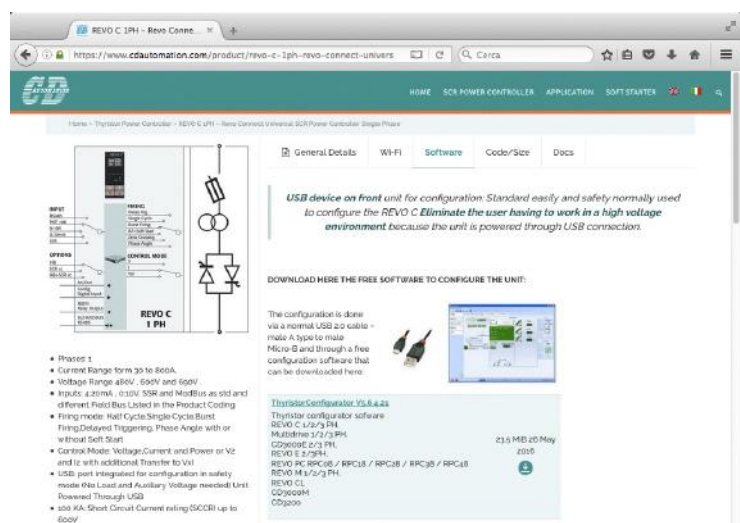 REVO C 1PH – Revo Conne...
https://www.cdautomation.com/product/revo-c-1ph-revo-connect-univers
Cerca
CD
AUTOMATION
HOME SCR POWER CONTROLLER APPLICATION SOFT STARTER
Home » Thyristor Power Controller » REVO C 1PH – Revo Connect Universal SCR Power Controller Single Phase
INPUT
FIRING
Single Cycle
Burst Firing
Phase Angle
OPTIONS
CONTROL MODE
REVO C
1 PH
General Details Wi-Fi Software Code/Size Docs
USB device on front unit for configuration: Standard easily and safety normally used
to configure the REVO C Eliminate the user having to work in a high voltage
environment because the unit is powered through USB connection.
DOWNLOAD HERE THE FREE SOFTWARE TO CONFIGURE THE UNIT:
The configuration is done
via a normal USB 2.0 cable –
male A type to male
Micro-B and through a free
configuration software that
can be downloaded here:
Thyristor Configurator V5.6.4.21
Thyristor configurator sofware
REVO C 1/2/3 PH,
Multidrive 1/2/3 PH,
CD3000E 2/3 PH,
REVO E 2/3PH,
REVO PC RPC08 / RPC18 / RPC28 / RPC38 / RPC48
REVO M 1/2/3 PH,
REVO CL
CD3000M
CD3200
23.5 MiB 26 May
2016
Phases: 1
Current Range form 30 to 800A.
Voltage Range 480V , 600V and 690V .
Inputs: 4:20mA , 0:10V, SSR and ModBus as std and
different Field Bus Listed in the Product Coding
Firing mode: Half Cycle,Single Cycle,Burst
Firing,Delayed Triggering, Phase Angle with or
without Soft Start
Control Mode: Voltage,Current and Power or V2
and I2 with additional Transfer to VxI
USB port integrated for configuration in safety
mode (No Load and Auxiliary Voltage needed) Unit
Powered Through USB
100 KA: Short Circuit Current rating (SCCR) up to
600V